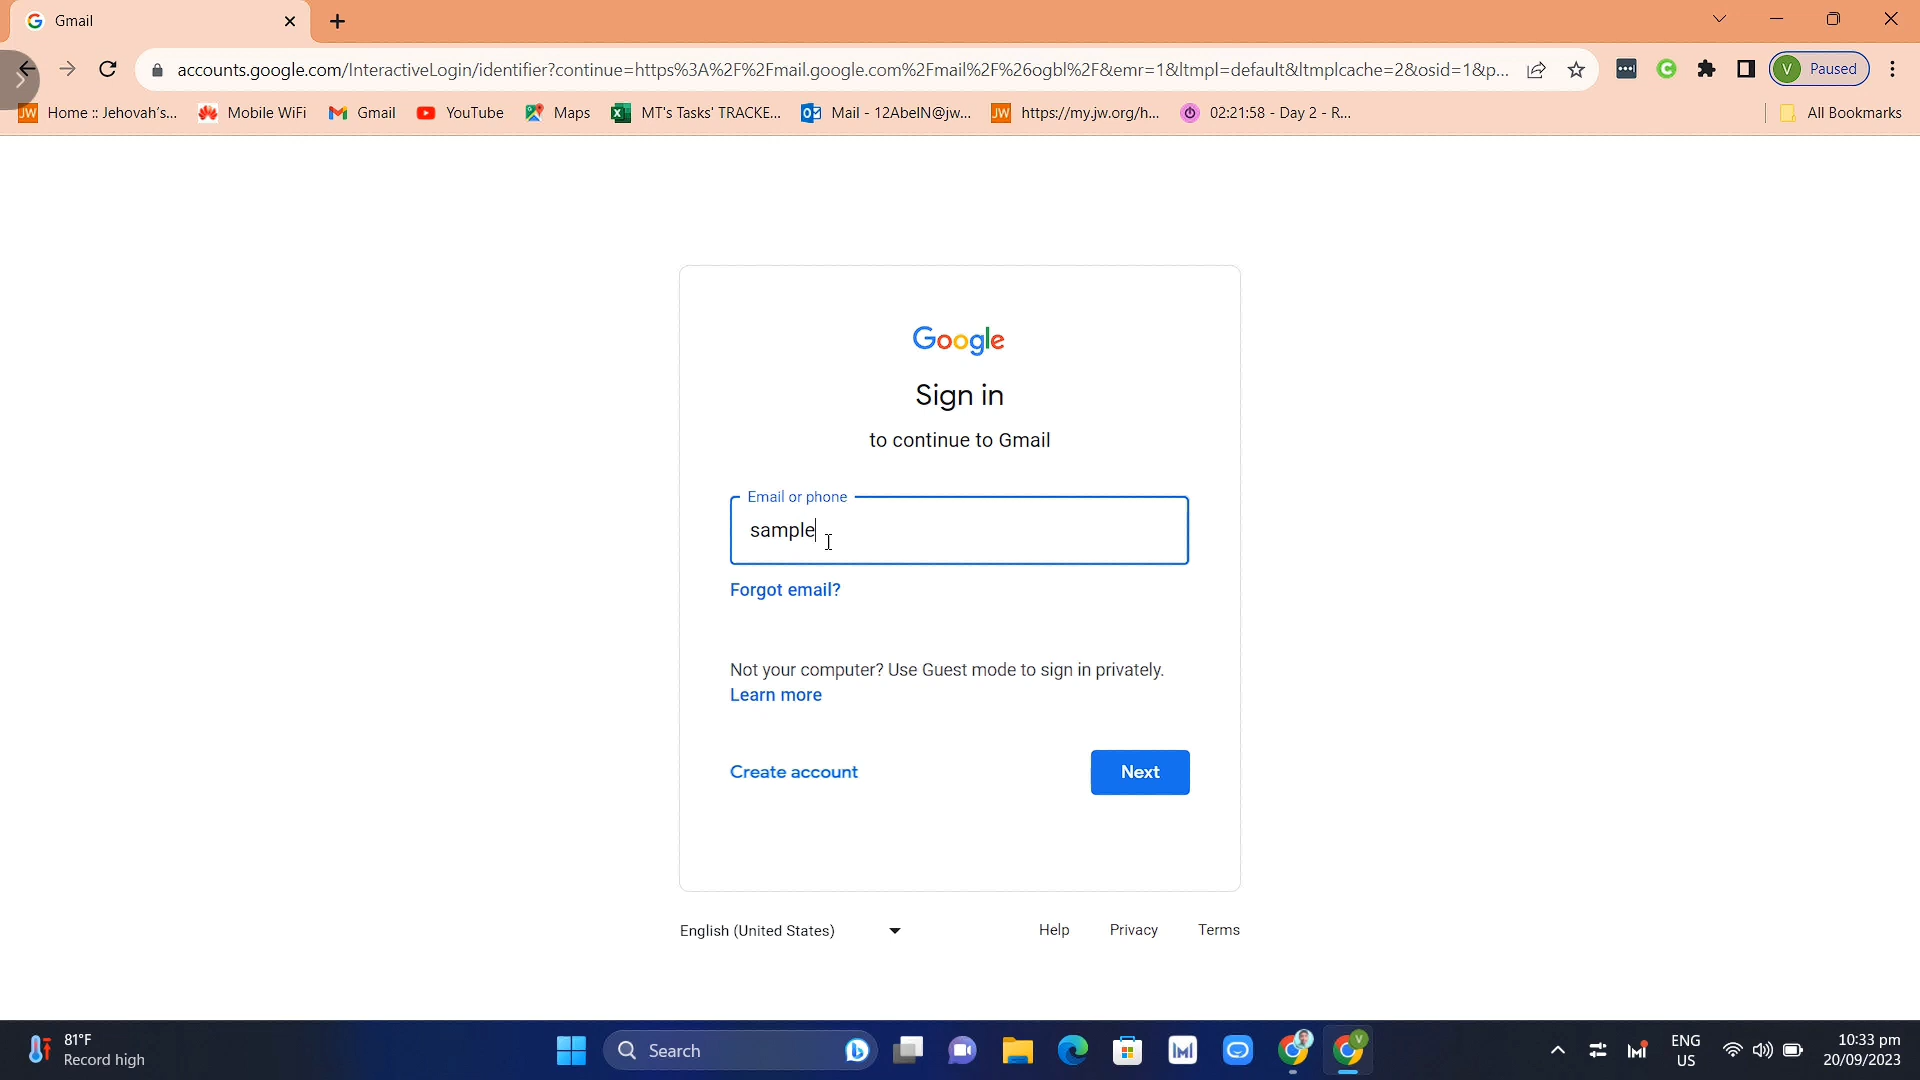 Gmail
accounts.google.com/InteractiveLogin/identifier?continue=https%3A%2F%2Fmail.google.com%2Fmail%2F%26ogbl%2F&emr=1&ltmpl=default&ltmplcache=2&osid=1&p...
V Paused
Home :: Jehovah's...
Mobile WiFi
Gmail
YouTube
Maps
MT's Tasks' TRACKE...
Mail - 12AbelN@jw...
https://my.jw.org/h...
02:21:58 - Day 2 - R...
All Bookmarks
Google
Sign in
to continue to Gmail
Email or phone
sample
Forgot email?
Not your computer? Use Guest mode to sign in privately.
Learn more
Create account
Next
English (United States)
Help Privacy Terms
81°F
Record high
Search
ENG
US
10:33 pm
20/09/2023